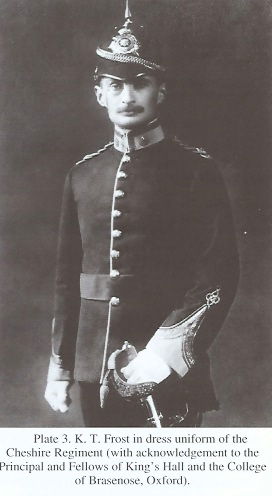 Plate 3. K. T. Frost in dress uniform of the
Cheshire Regiment (with acknowledgement to the
Principal and Fellows of King's Hall and the College
of Brasenose, Oxford).